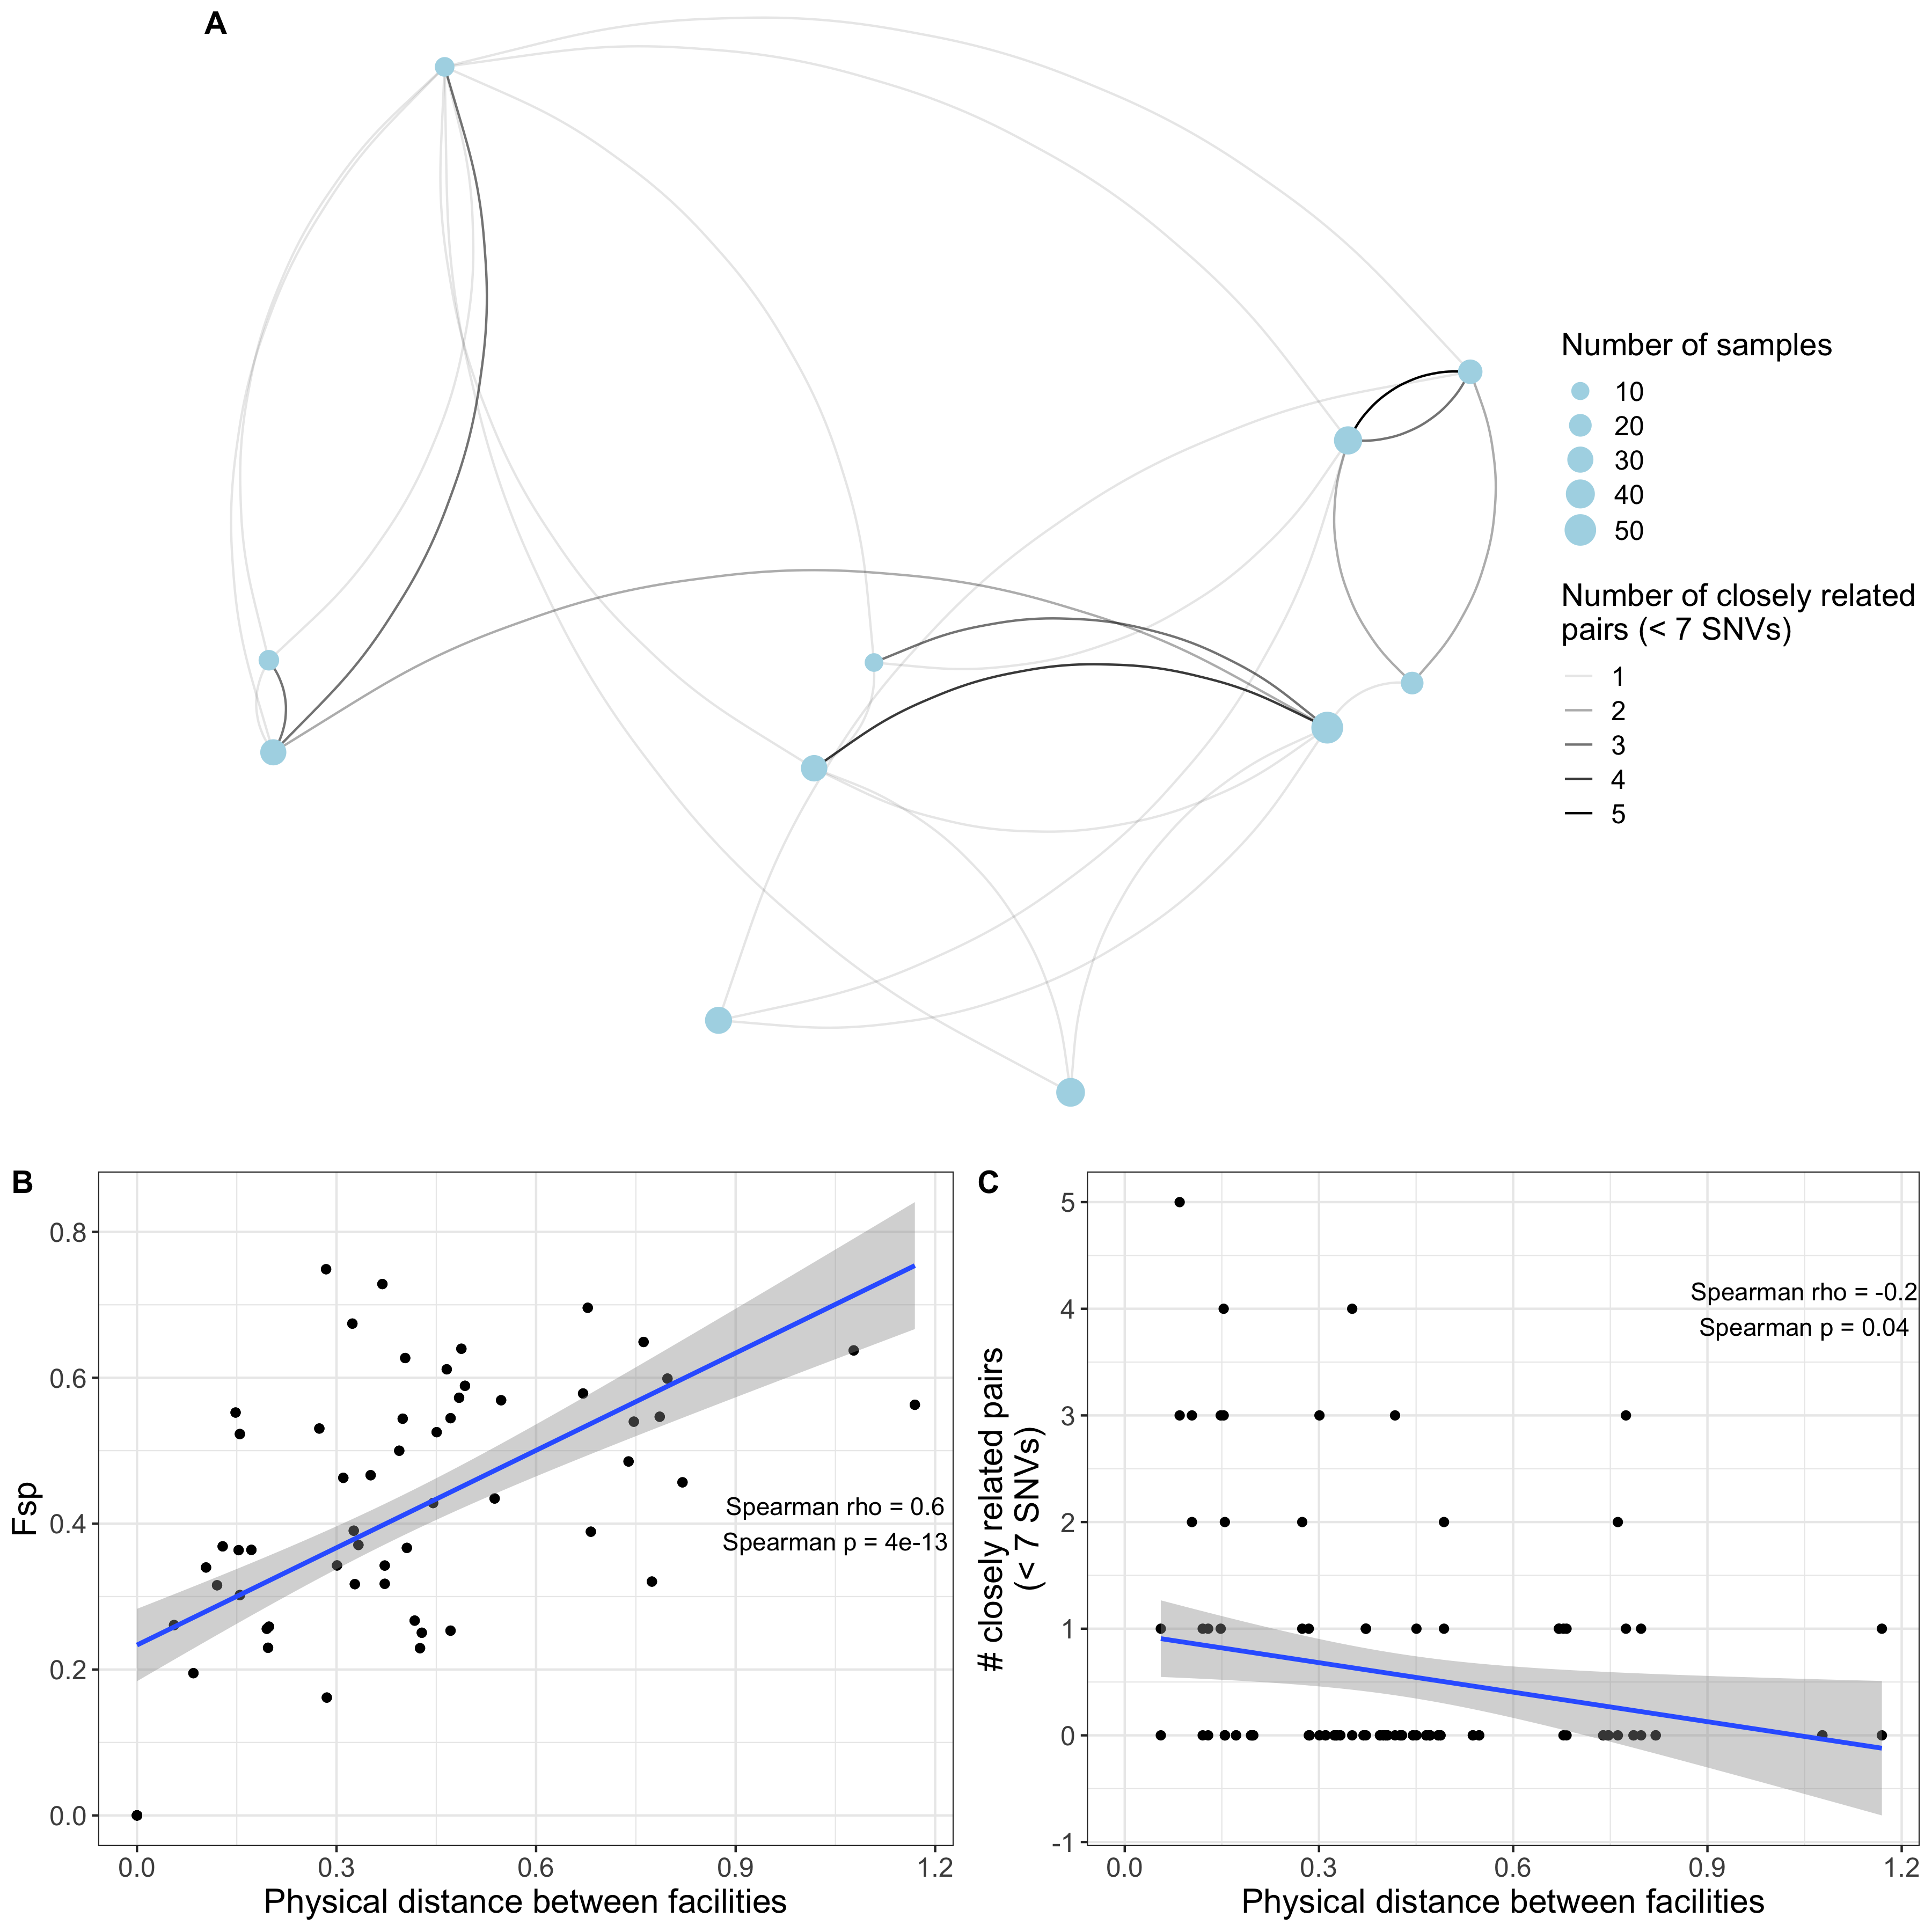 A
Number of samples
10
20
30
40
50
Number of closely related
pairs (< 7 SNVs)
1
2
3
4
5
B
Fsp
0.8
0.6
0.4
0.2
0.0
Spearman rho = 0.6
Spearman p = 4e-13
0.0 0.3 0.6 0.9 1.2
Physical distance between facilities
C
# closely related pairs
(< 7 SNVs)
5
4
3
2
1
0
-1
Spearman rho = -0.2
Spearman p = 0.04
0.0 0.3 0.6 0.9 1.2
Physical distance between facilities